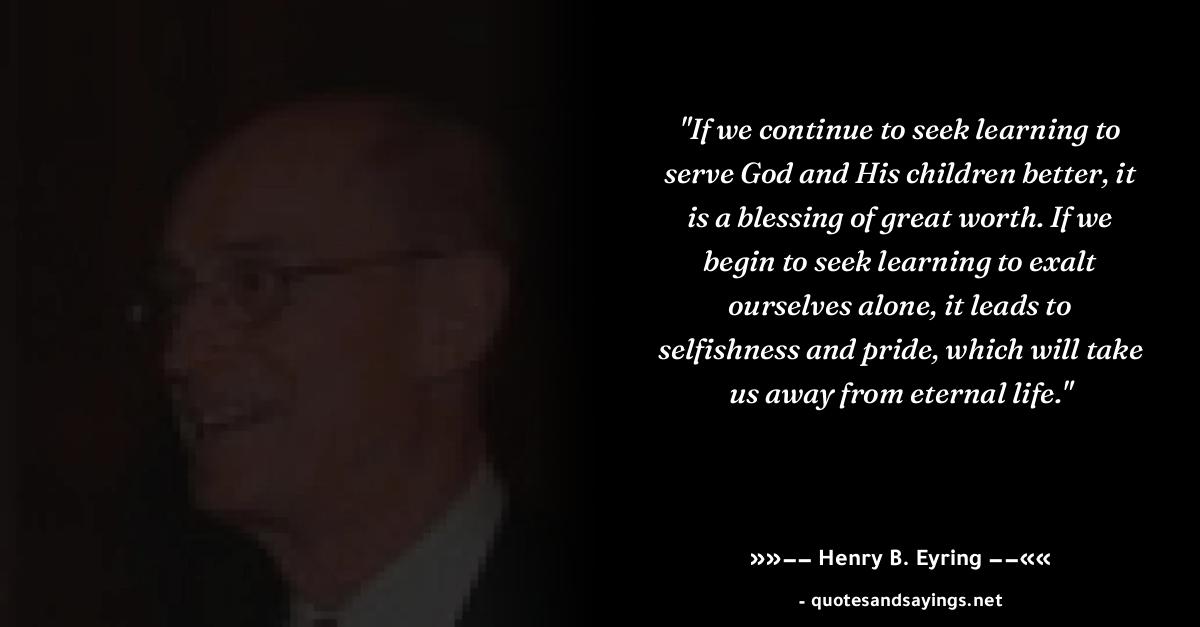 "If we continue to seek learning to
serve God and His children better, it
is a blessing of great worth. If we
begin to seek learning to exalt
ourselves alone, it leads to
selfishness and pride, which will take
us away from eternal life."
»»−− Henry B. Eyring −−««
- quotesandsayings.net